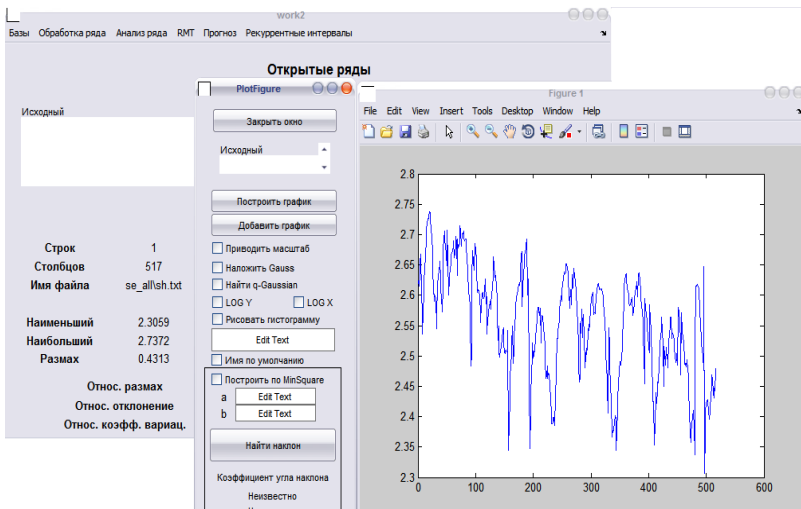 work2
Базы Обработка ряда Анализ ряда RMT Прогноз Рекуррентные интервалы
Открытые ряды
Исходный
Строк 1
Столбцов 517
Имя файла se_all\sh.txt
Наименьший 2.3059
Наибольший 2.7372
Размах 0.4313
Относ. размах
Относ. отклонение
Относ. коэфф. вариац.
PlotFigure
Закрыть окно
Исходный
Построить график
Добавить график
Приводить масштаб
Наложить Gauss
Найти q-Gaussian
LOG Y LOG X
Рисовать гистограмму
Edit Text
Имя по умолчанию
Построить по MinSquare
a Edit Text
b Edit Text
Найти наклон
Коэффициент угла наклона
Неизвестно
Figure 1
File Edit View Insert Tools Desktop Window Help
2.8
2.75
2.7
2.65
2.6
2.55
2.5
2.45
2.4
2.35
2.3
0 100 200 300 400 500 600